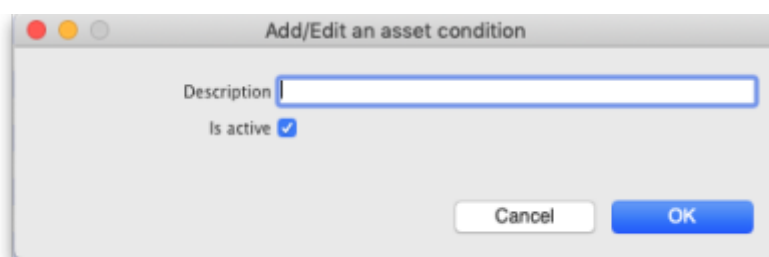 Add/Edit an asset condition
Description
Is active
Cancel OK